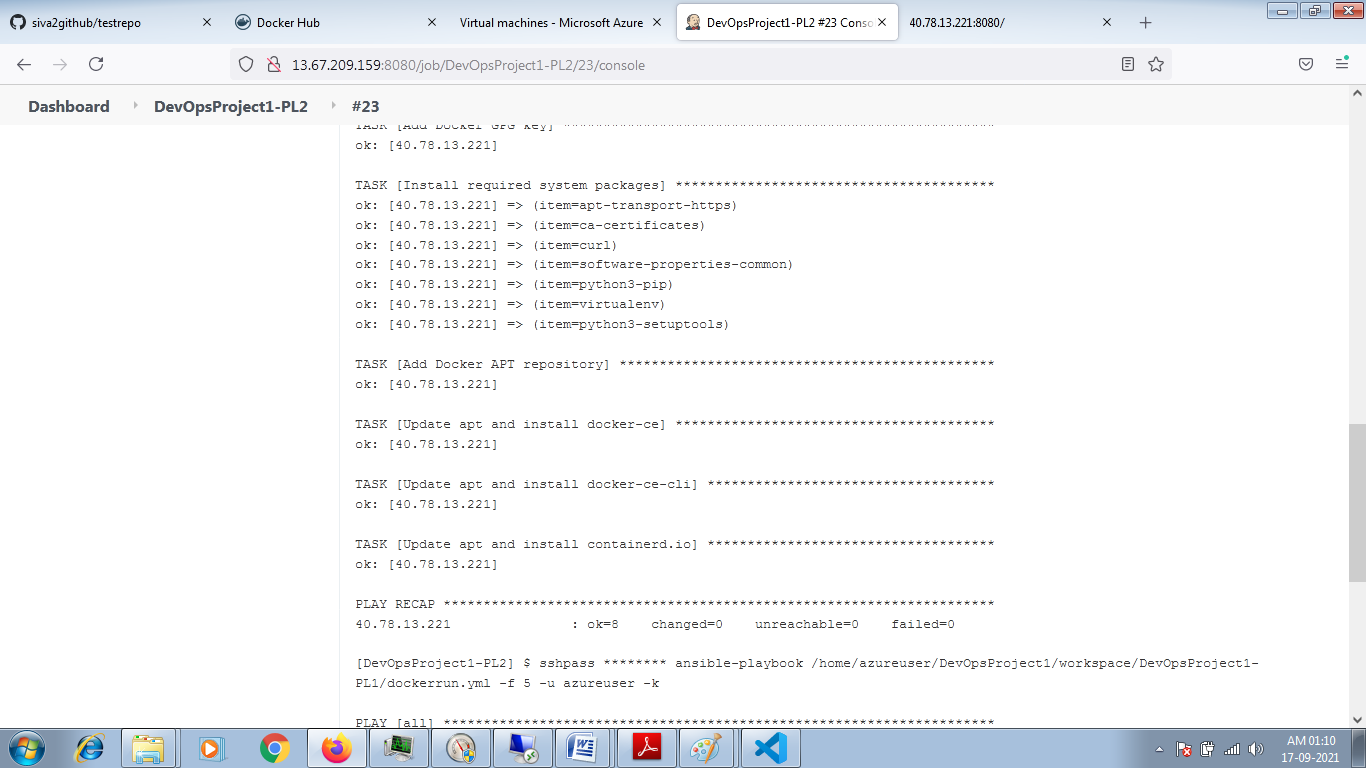 siva2github/testrepo
Docker Hub
Virtual machines - Microsoft Azure
DevOpsProject1-PL2 #23 Conso
40.78.13.221:8080/
13.67.209.159:8080/job/DevOpsProject1-PL2/23/console
Dashboard
DevOpsProject1-PL2
#23
TASK [Add Docker GPG key] ******************************************************
ok: [40.78.13.221]
TASK [Install required system packages] ****************************************
ok: [40.78.13.221] => (item=apt-transport-https)
ok: [40.78.13.221] => (item=ca-certificates)
ok: [40.78.13.221] => (item=curl)
ok: [40.78.13.221] => (item=software-properties-common)
ok: [40.78.13.221] => (item=python3-pip)
ok: [40.78.13.221] => (item=virtualenv)
ok: [40.78.13.221] => (item=python3-setuptools)
TASK [Add Docker APT repository] ***********************************************
ok: [40.78.13.221]
TASK [Update apt and install docker-ce] ****************************************
ok: [40.78.13.221]
TASK [Update apt and install docker-ce-cli] ************************************
ok: [40.78.13.221]
TASK [Update apt and install containerd.io] ************************************
ok: [40.78.13.221]
PLAY RECAP *********************************************************************
40.78.13.221 : ok=8 changed=0 unreachable=0 failed=0
[DevOpsProject1-PL2] $ sshpass ******** ansible-playbook /home/azureuser/DevOpsProject1/workspace/DevOpsProject1-
PL1/dockerrun.yml -f 5 -u azureuser -k
PLAY [all] *********************************************************************
AM 01:10
17-09-2021